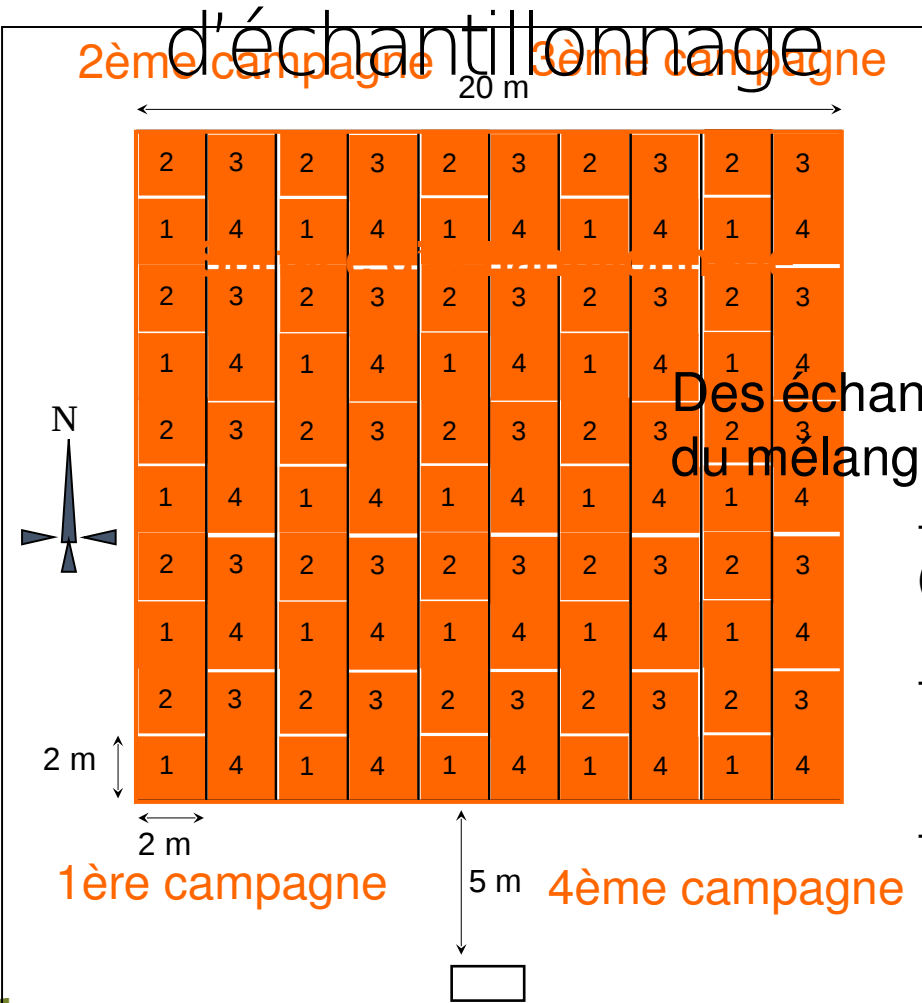 d'échantillonnage
2ème campagne 3ème campagne
20 m
2 3 2 3 2 3 2 3 2 3
1 4 1 4 1 4 1 4 1 4
2 3 2 3 2 3 2 3 2 3
1 4 1 4 1 4 1 4 1 4
Des échan
N
2 3 2 3 2 3 2 3 2 3
du mélang
1 4 1 4 1 4 1 4 1 4
2 3 2 3 2 3 2 3 2 3
1 4 1 4 1 4 1 4 1 4
2 3 2 3 2 3 2 3 2 3
2 m
1 4 1 4 1 4 1 4 1 4
2 m
1ère campagne
5 m
4ème campagne